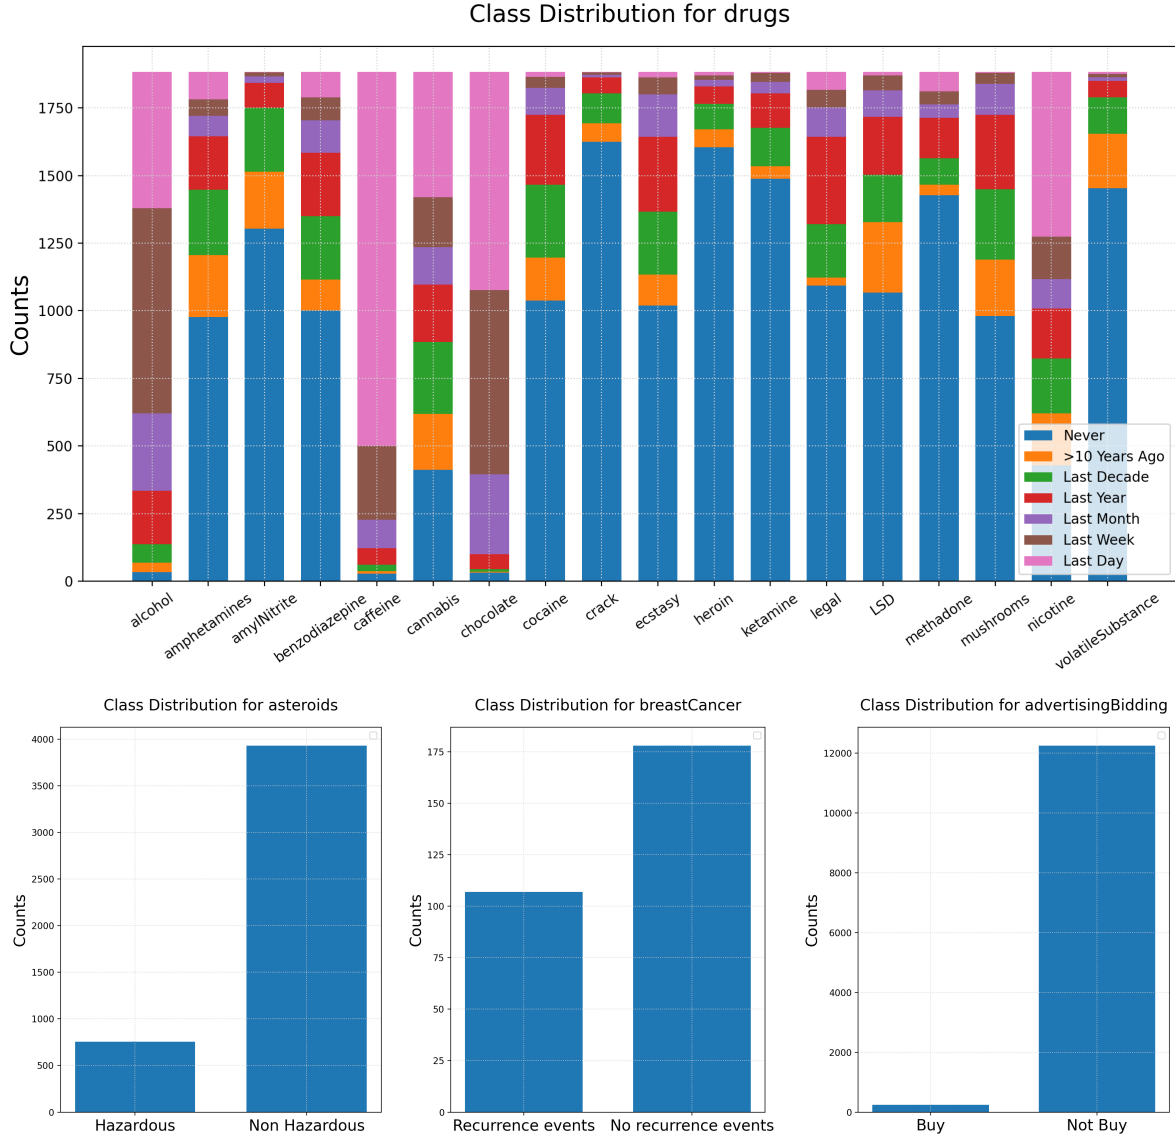 Class Distribution for drugs
Counts
1750
1500
1250
1000
750
500
250
0
Never
>10 Years Ago
Last Decade
Last Year
Last Month
Last Week
Last Day
alcohol
amphetamines
amylNitrite
benzodiazepine
caffeine
cannabis
chocolate
cocaine
crack
ecstasy
heroin
ketamine
legal
LSD
methadone
mushrooms
nicotine
volatileSubstance
Class Distribution for asteroids
Counts
4000
3500
3000
2500
2000
1500
1000
500
0
Hazardous
Non Hazardous
Class Distribution for breastCancer
Counts
175
150
125
100
75
50
25
0
Recurrence events
No recurrence events
Class Distribution for advertisingBidding
Counts
12000
10000
8000
6000
4000
2000
0
Buy
Not Buy